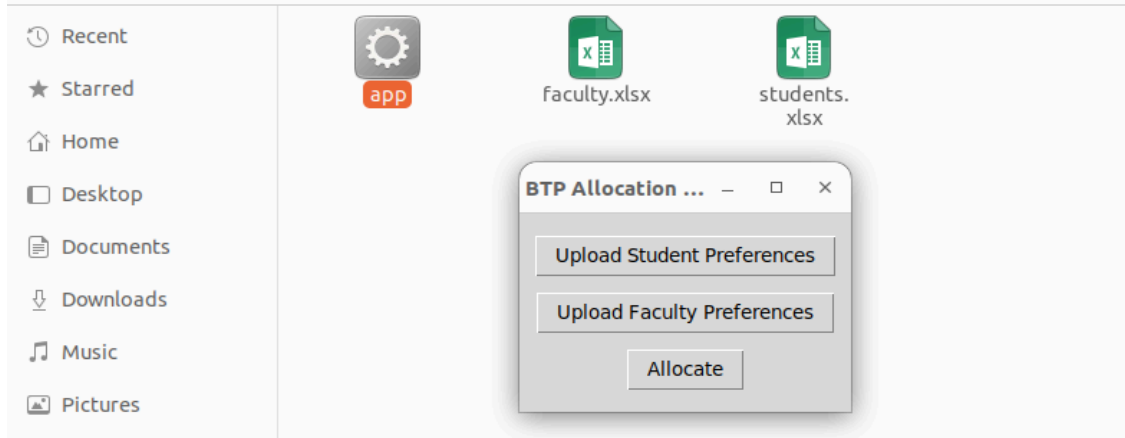 Recent
Starred
Home
Desktop
Documents
Downloads
Music
Pictures
app
faculty.xlsx
students.
xlsx
BTP Allocation ...
Upload Student Preferences
Upload Faculty Preferences
Allocate